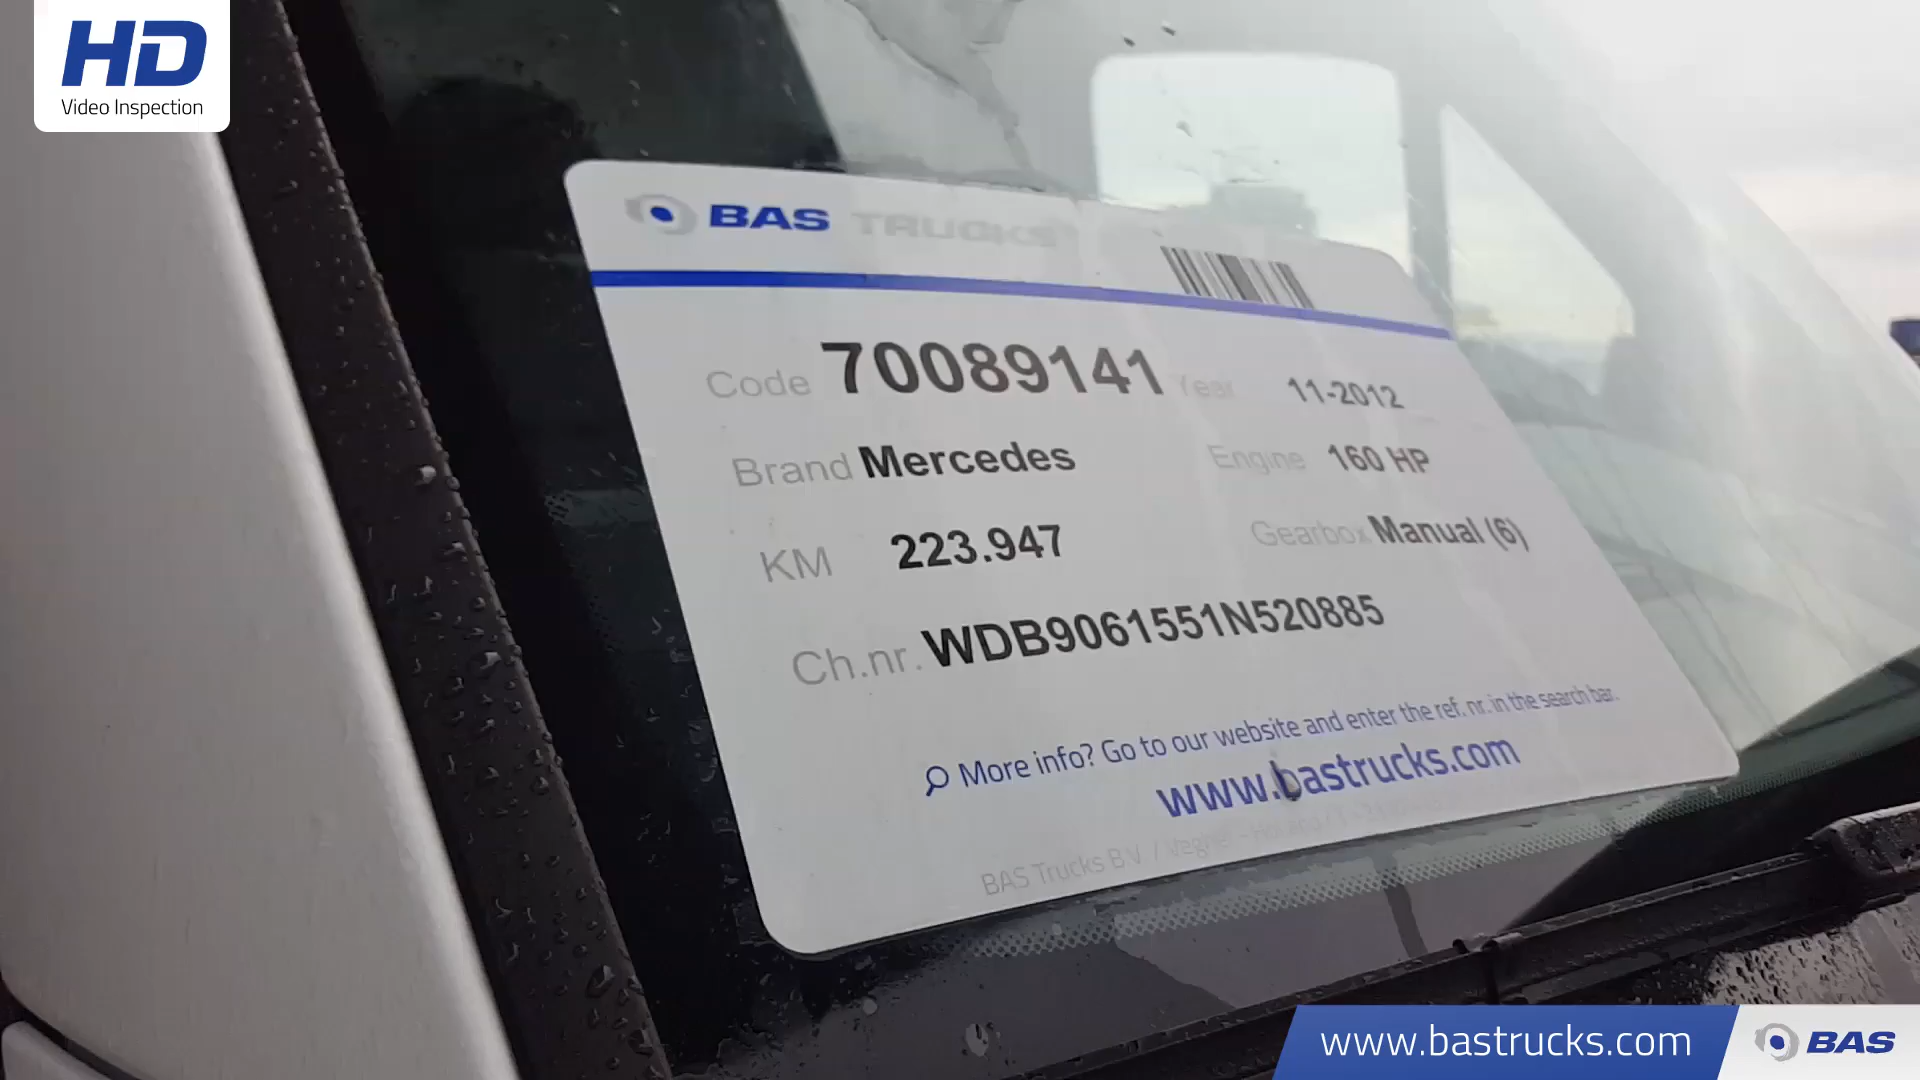 HD
Video Inspection
BAS TRUCKS
Code 70089141 Year 11-2012
Brand Mercedes Engine 160 HP
KM 223.947 Gearbox Manual (6)
Ch.nr. WDB9061551N520885
More info? Go to our website and enter the ref. nr. in the search bar.
www.bastrucks.com
BAS Trucks B.V. /
www.bastrucks.com BAS